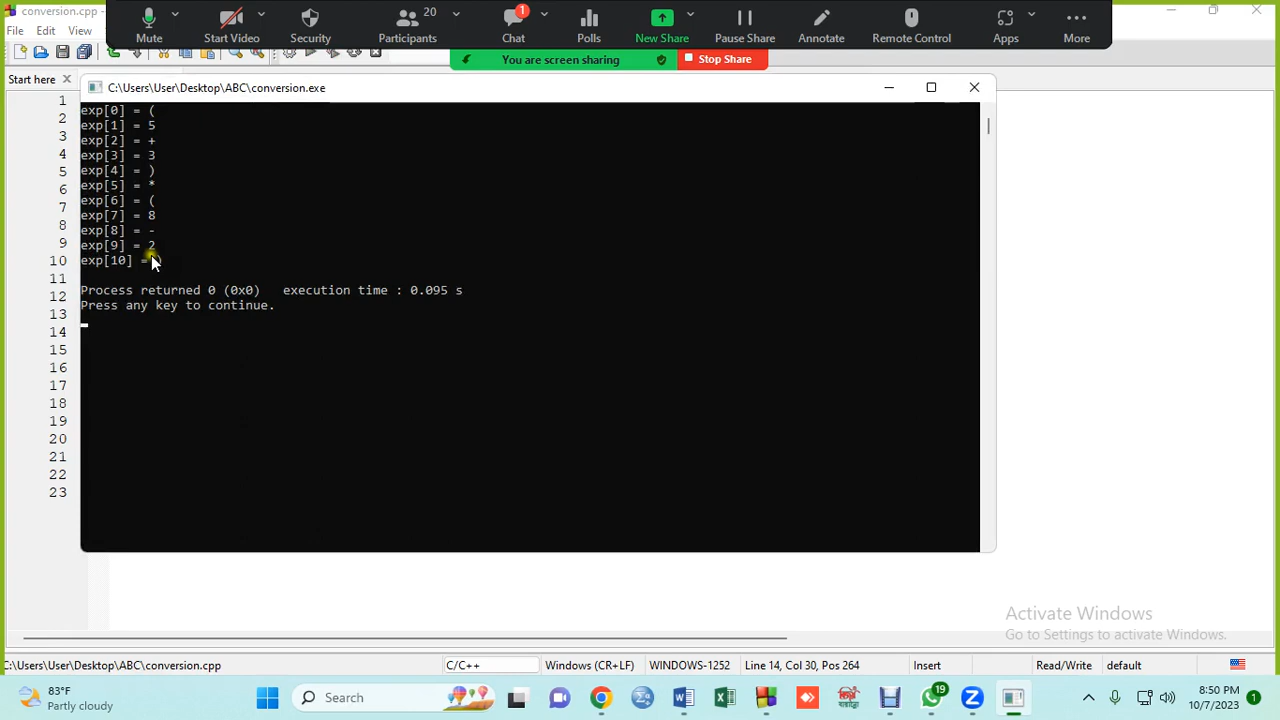 conversion.cpp -
File Edit View
Mute
Start Video
Security
20
Participants
1
Chat
Polls
New Share
Pause Share
Annotate
Remote Control
Apps
More
You are screen sharing
Stop Share
Start here
C:\Users\User\Desktop\ABC\conversion.exe
1
2
3
4
5
6
7
8
9
10
11
12
13
14
15
16
17
18
19
20
21
22
23
exp[0] = (
exp[1] = 5
exp[2] = +
exp[3] = 3
exp[4] = )
exp[5] = *
exp[6] = (
exp[7] = 8
exp[8] = -
exp[9] = 2
exp[10] = )
Process returned 0 (0x0) execution time : 0.095 s
Press any key to continue.
Activate Windows
Go to Settings to activate Windows.
C:\Users\User\Desktop\ABC\conversion.cpp C/C++ Windows (CR+LF) WINDOWS-1252 Line 14, Col 30, Pos 264 Insert Read/Write default
83°F
Partly cloudy
Search
19
8:50 PM
10/7/2023
1